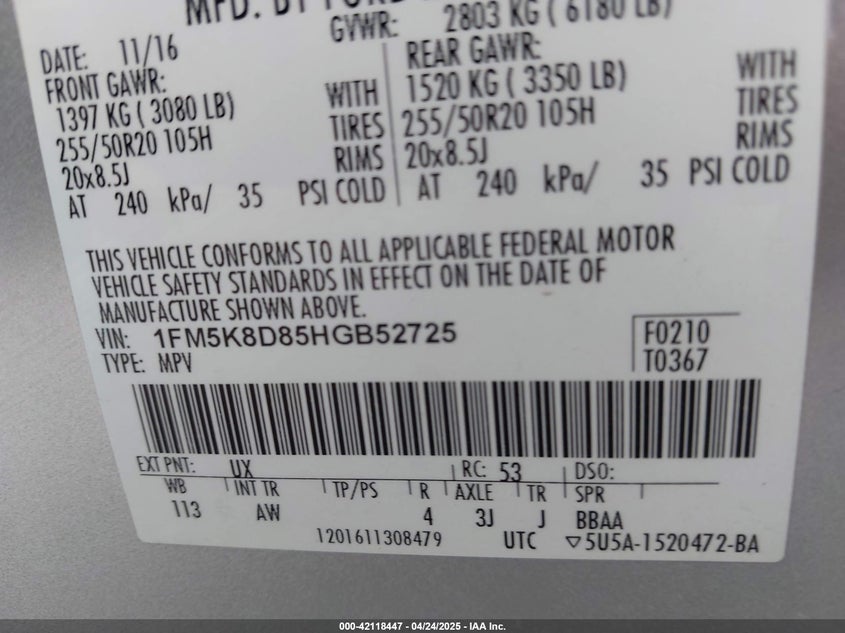 MFD. BY FORD
GVWR: 2803 KG ( 6180 LB)
DATE: 11/16
FRONT GAWR:
1397 KG ( 3080 LB) WITH
255/50R20 105H TIRES
20x8.5J RIMS
AT 240 kPa/ 35 PSI COLD
REAR GAWR:
1520 KG ( 3350 LB) WITH
255/50R20 105H TIRES
20x8.5J RIMS
AT 240 kPa/ 35 PSI COLD
THIS VEHICLE CONFORMS TO ALL APPLICABLE FEDERAL MOTOR
VEHICLE SAFETY STANDARDS IN EFFECT ON THE DATE OF
MANUFACTURE SHOWN ABOVE.
VIN: 1FM5K8D85HGB52725
TYPE: MPV
F0210
T0367
EXT PNT: UX RC: 53 DSO:
WB INT TR TP/PS R AXLE TR SPR
113 AW 4 3J J BBAA
1201611308479 UTC ▽5U5A-1520472-BA
000-42118447 - 04/24/2025 - IAA Inc.